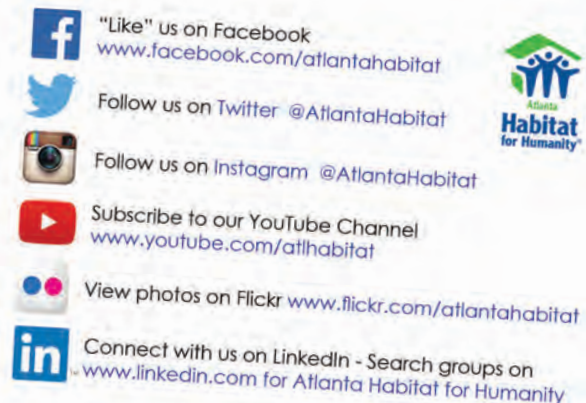 “Like” us on Facebook
www.facebook.com/atlantahabitat
Follow us on Twitter @AtlantaHabitat
Follow us on Instagram @AtlantaHabitat
Subscribe to our YouTube Channel
www.youtube.com/atlhabitat
View photos on Flickr www.flickr.com/atlantahabitat
Connect with us on LinkedIn - Search groups on
www.linkedin.com for Atlanta Habitat for Humanity
Atlanta
Habitat
for Humanity®